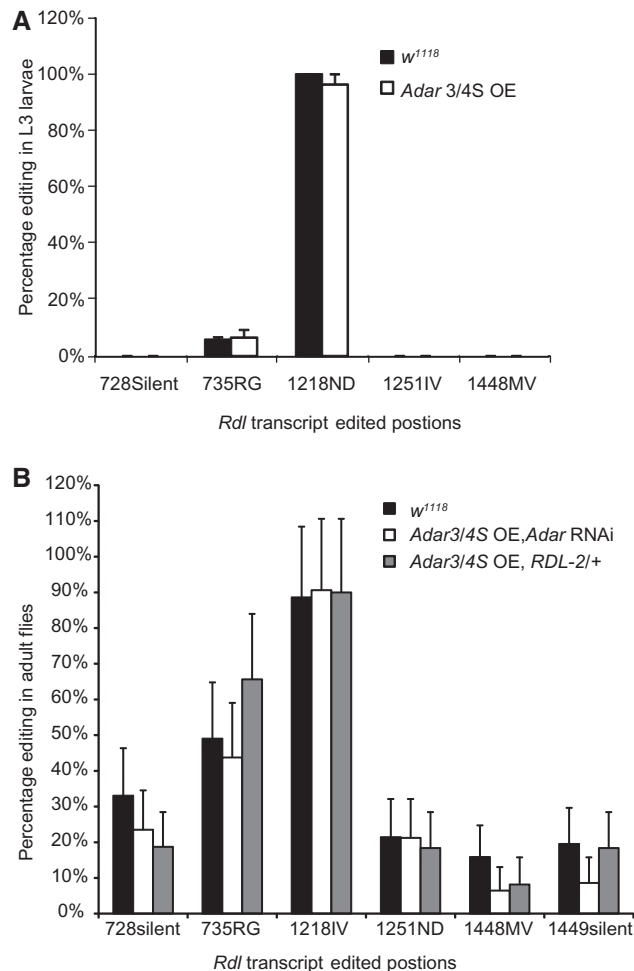 A
120%
100%
80%
60%
40%
20%
0%
Percentage editing in L3 larvae
w1118
Adar 3/4S OE
728Silent 735RG 1218ND 1251IV 1448MV
Rdl transcript edited postions
B
120%
110%
100%
90%
80%
70%
60%
50%
40%
30%
20%
10%
0%
Percentage editing in adult flies
w1118
Adar3/4S OE,Adar RNAi
Adar3/4S OE, RDL-2/+
728silent 735RG 1218IV 1251ND 1448MV 1449silent
Rdl transcript edited postions